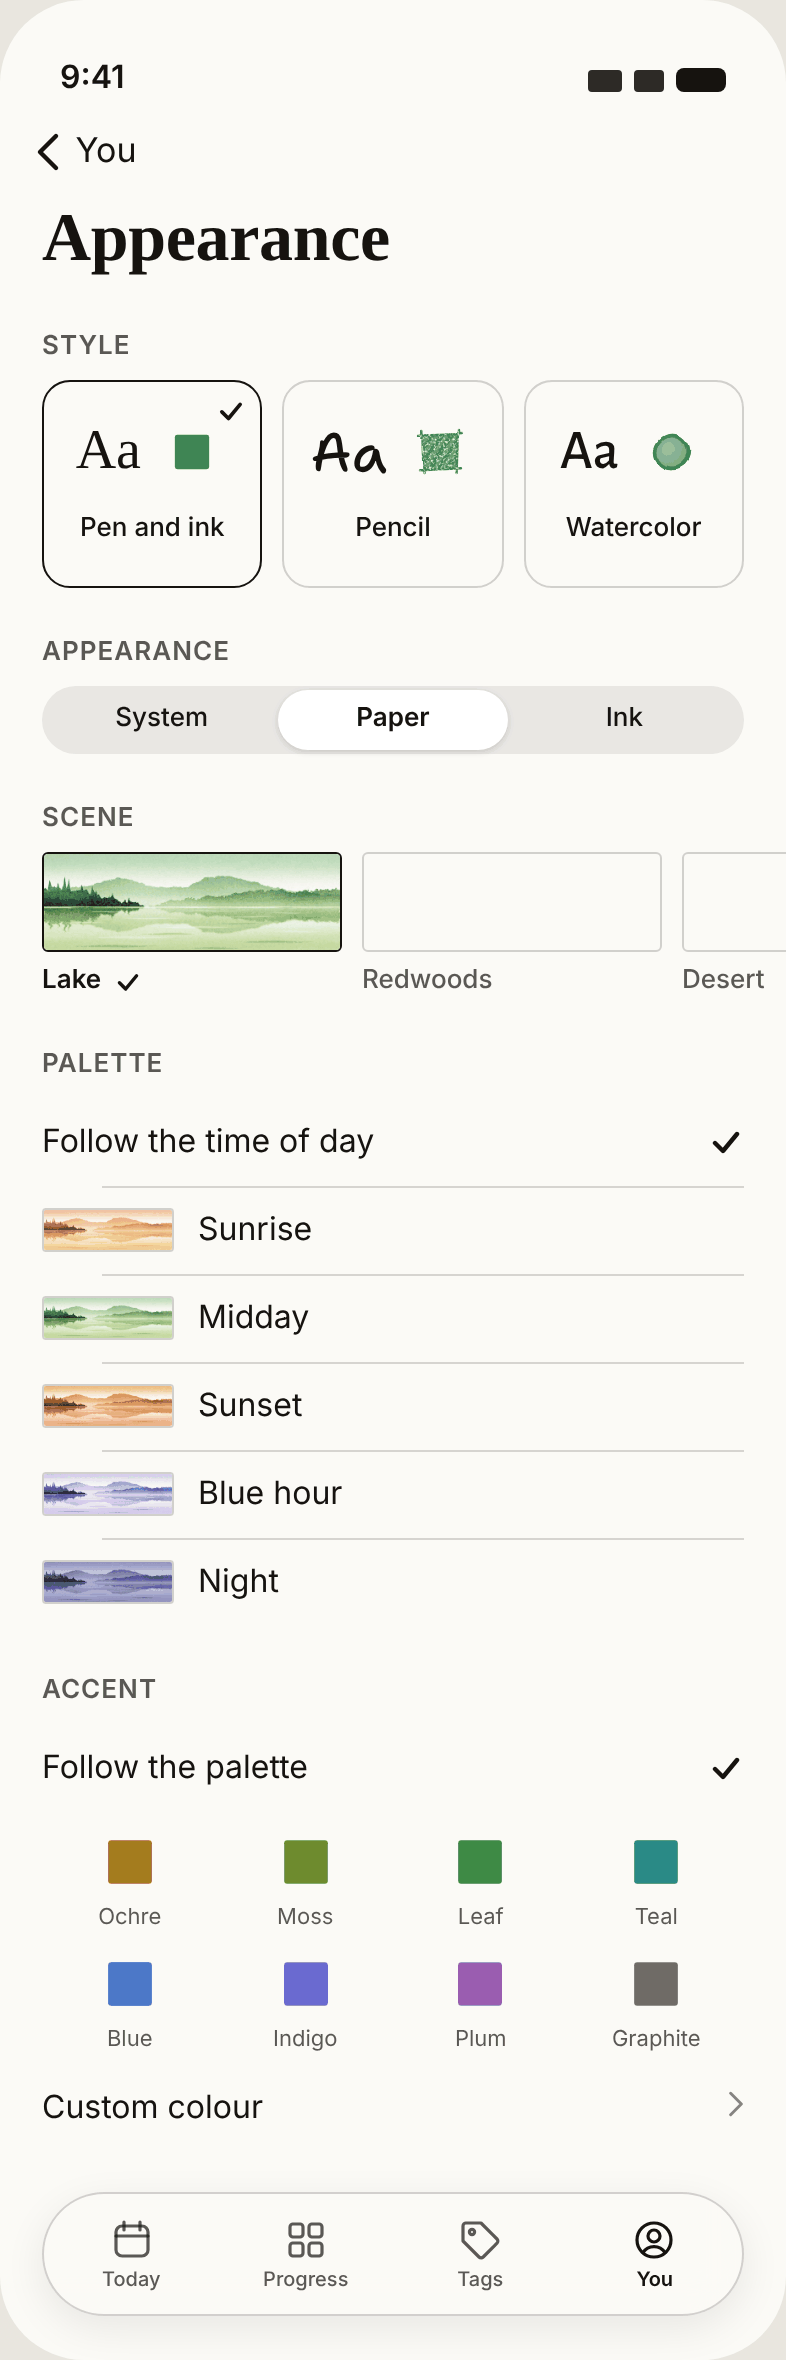 9:41
You
Appearance
STYLE
Aa
Aa
Aa
Pen and ink
Pencil
Watercolor
APPEARANCE
System
Paper
Ink
SCENE
Lake
Redwoods
Desert
PALETTE
Follow the time of day
Sunrise
Midday
Sunset
Blue hour
Night
ACCENT
Follow the palette
Ochre
Moss
Leaf
Teal
Blue
Indigo
Plum
Graphite
Custom colour
Today
Progress
Tags
You